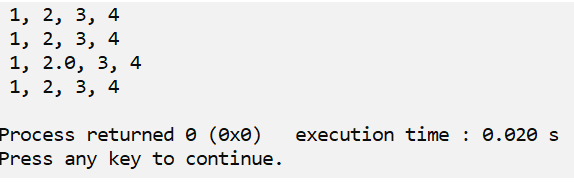 1, 2, 3, 4
1, 2, 3, 4
1, 2.0, 3, 4
1, 2, 3, 4
Process returned 0 (0x0)   execution time : 0.020 s
Press any key to continue.